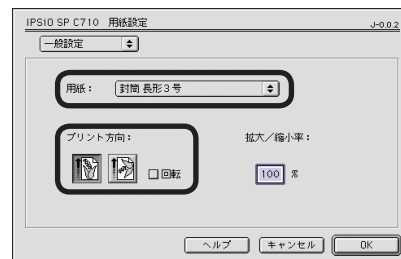 IPSiO SP C710 用紙設定
J-0.0.2
一般設定
用紙： 封筒 長形3号
プリント方向： 拡大／縮小率：
回転 100 %
ヘルプ キャンセル OK